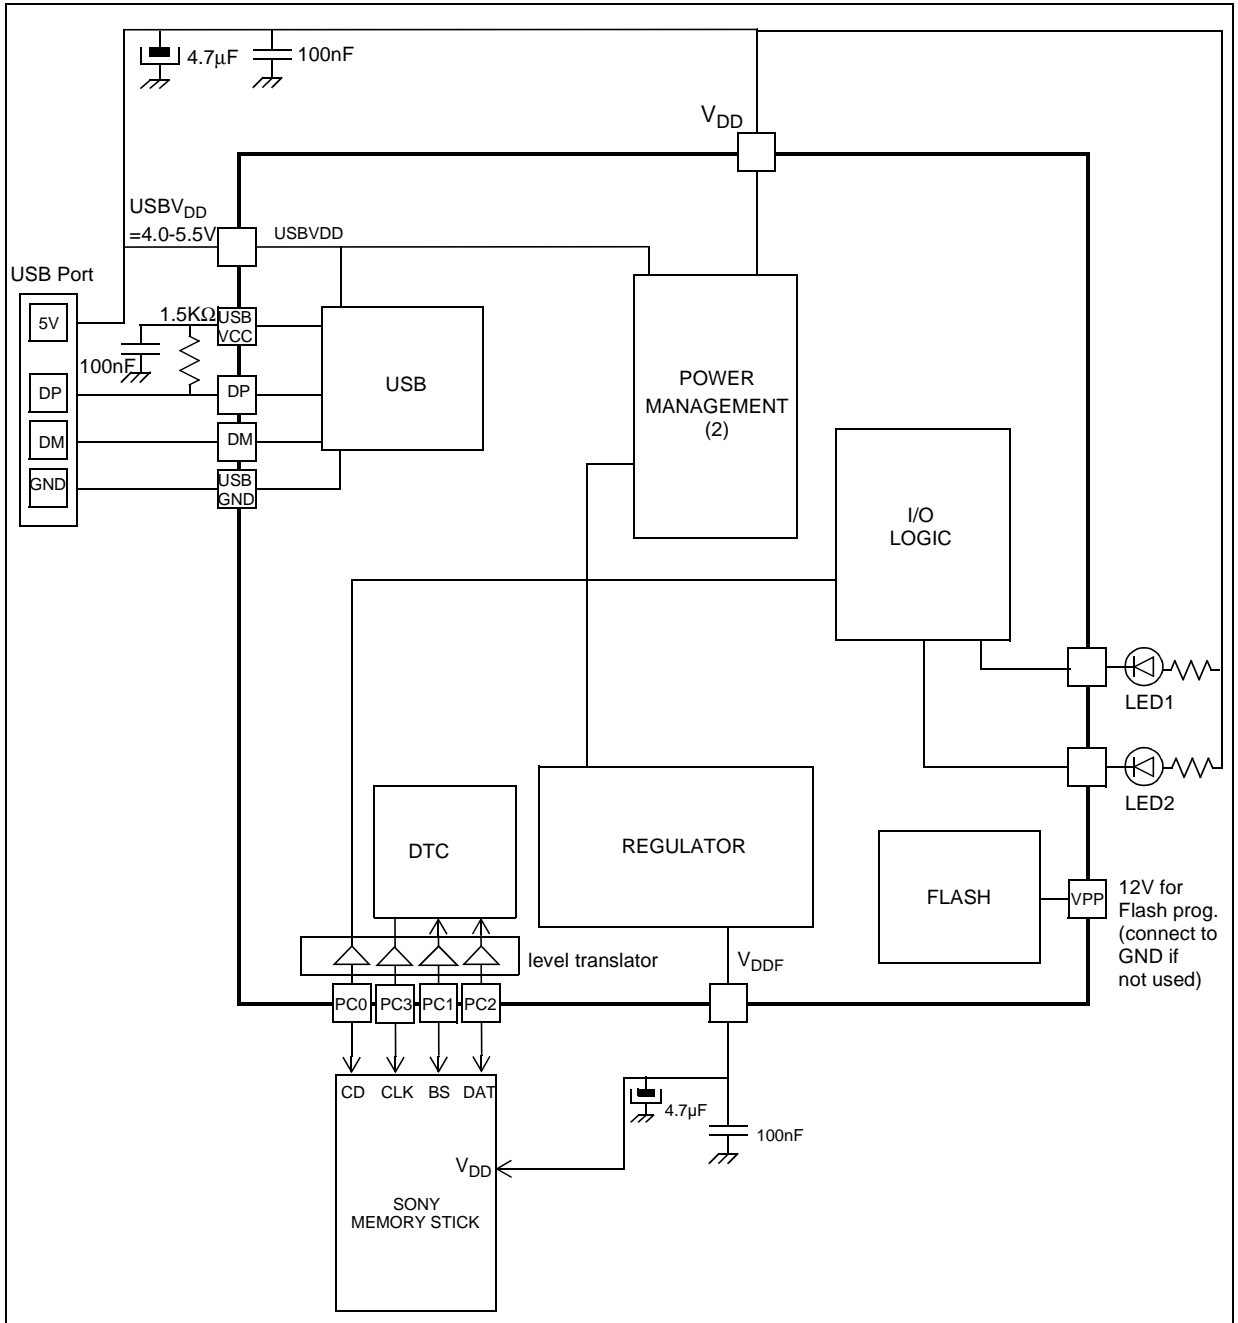 4.7μF
100nF
VDD
USBVDD
=4.0-5.5V
USBVDD
USB Port
5V
1.5KΩ
USB
VCC
100nF
DP
DP
DM
DM
GND
USB
GND
USB
POWER
MANAGEMENT
(2)
I/O
LOGIC
LED1
LED2
DTC
REGULATOR
FLASH
VPP
12V for
Flash prog.
(connect to
GND if
not used)
level translator
VDDF
PC0
PC3
PC1
PC2
CD
CLK
BS
DAT
4.7μF
100nF
VDD
SONY
MEMORY STICK